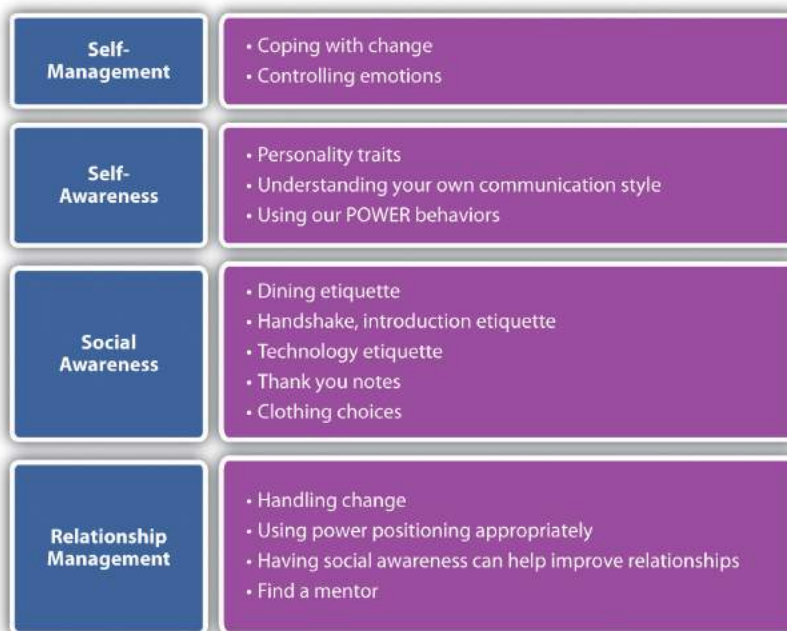 Self-
Management
• Coping with change
• Controlling emotions
Self-
Awareness
• Personality traits
• Understanding your own communication style
• Using our POWER behaviors
Social
Awareness
• Dining etiquette
• Handshake, introduction etiquette
• Technology etiquette
• Thank you notes
• Clothing choices
Relationship
Management
• Handling change
• Using power positioning appropriately
• Having social awareness can help improve relationships
• Find a mentor